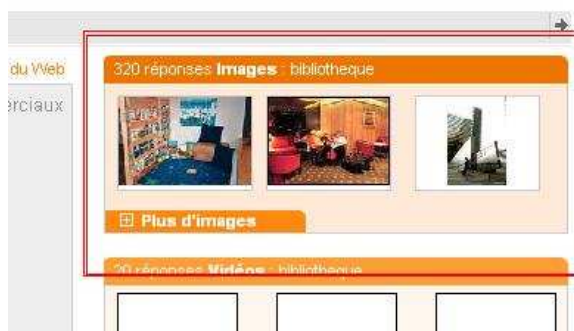 du Web
320 réponses Images : bibliotheque
erciaux
Plus d'images
20 réponses Vidéos : bibliotheque